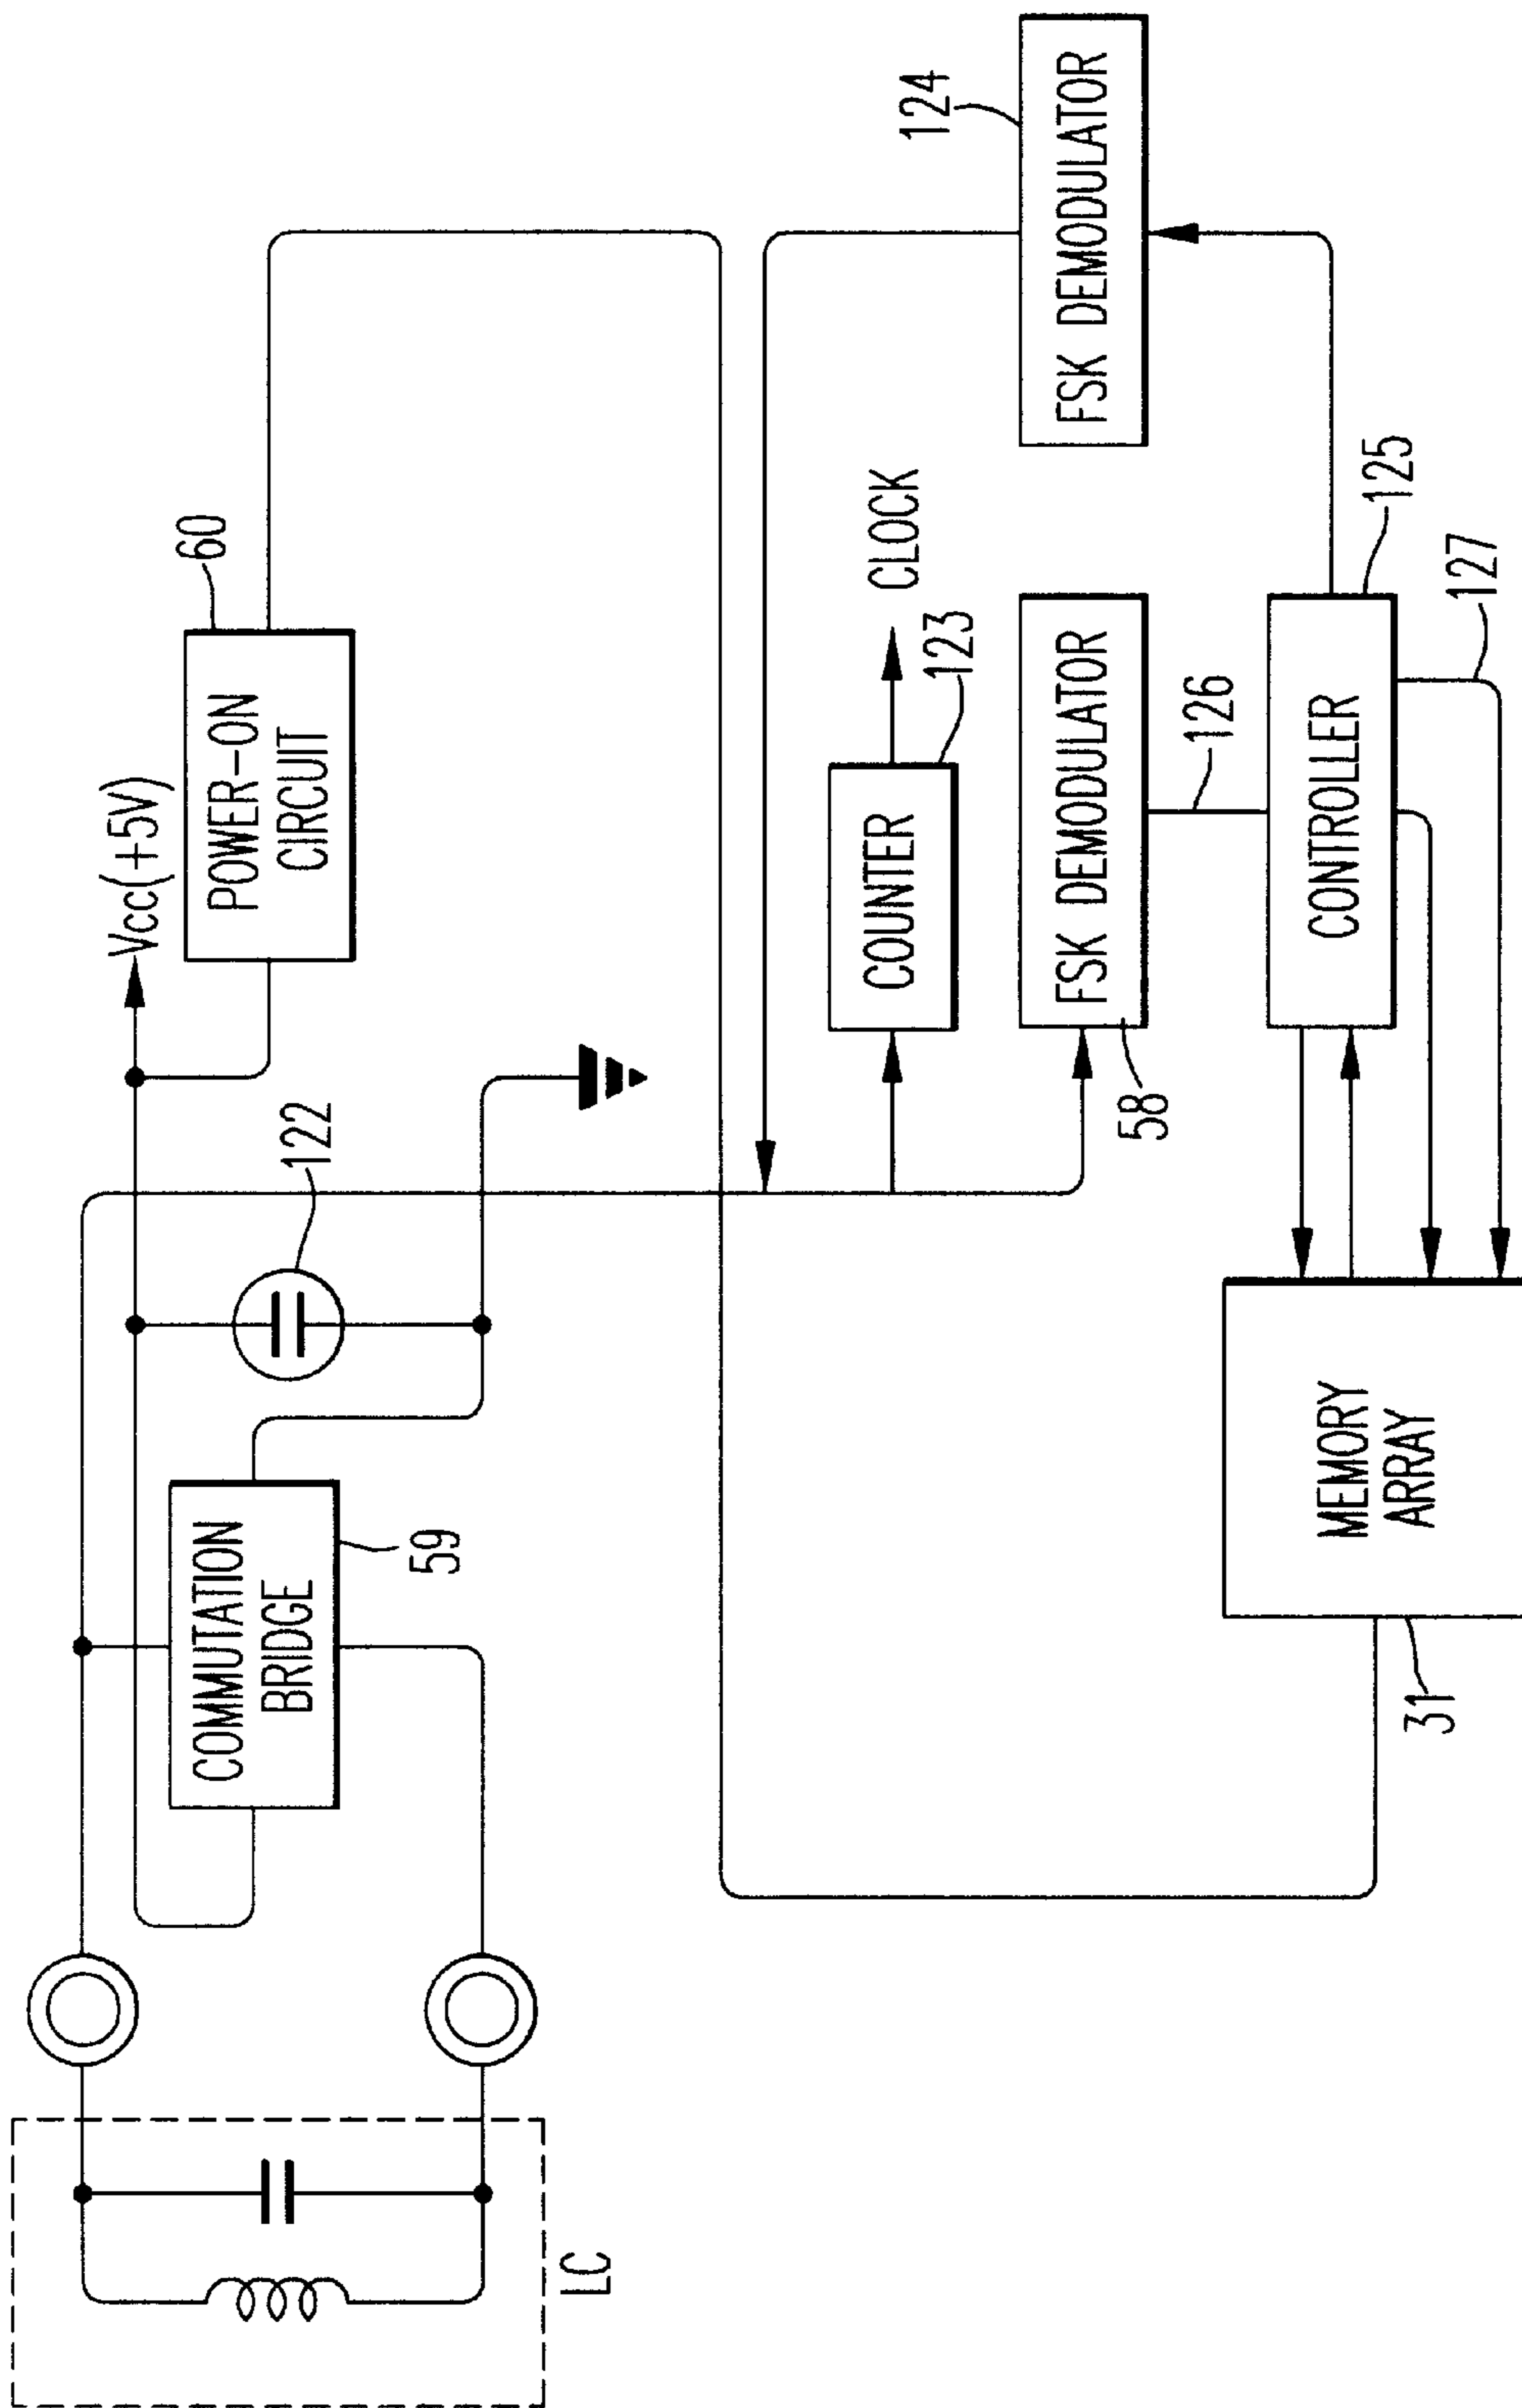 LC
COMMUTATION
BRIDGE
59
122
Vcc(+5V)
POWER-ON
CIRCUIT
60
COUNTER
123
CLOCK
FSK DEMODULATOR
58
FSK DEMODULATOR
124
126
CONTROLLER
125
127
MEMORY
ARRAY
31